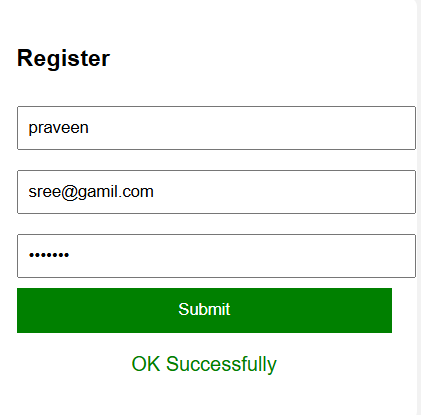 Register
praveen
sree@gamil.com
•••••••
Submit
OK Successfully